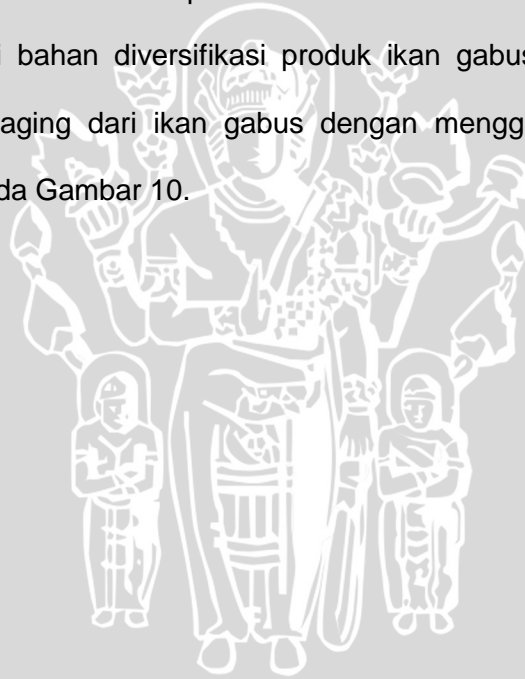 i bahan diversifikasi produk ikan gabus
aging dari ikan gabus dengan mengg
da Gambar 10.